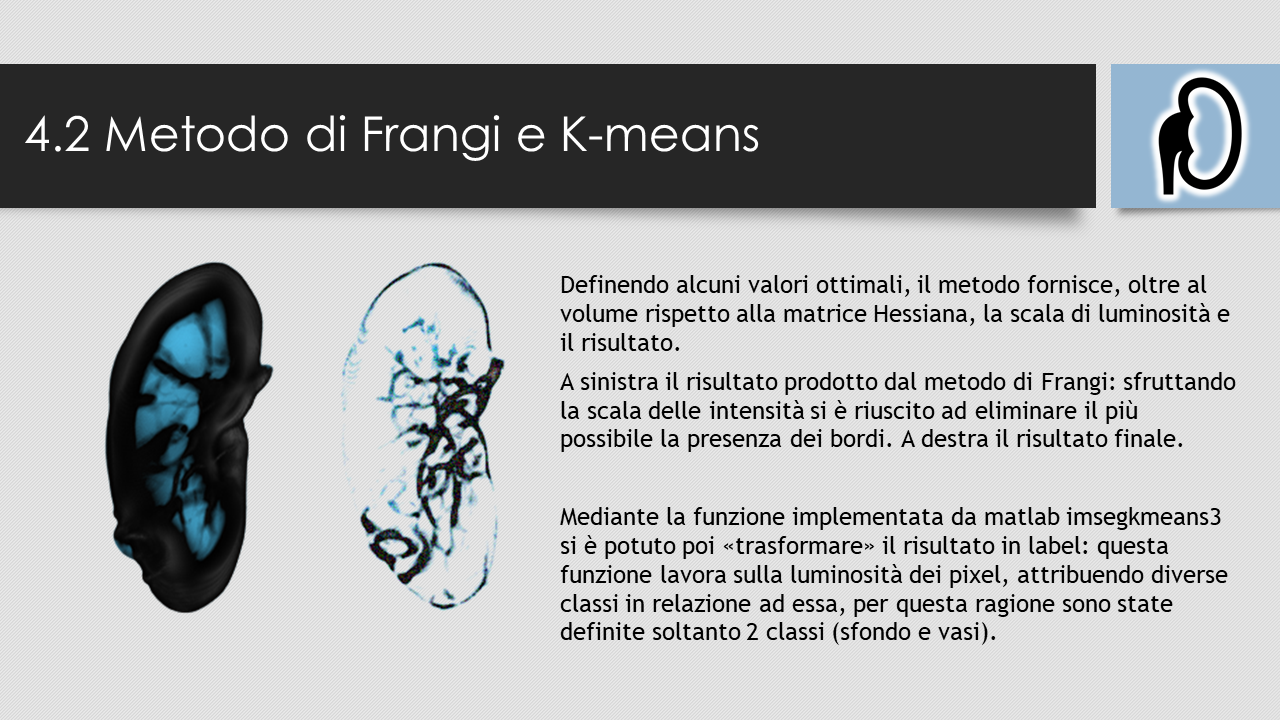 4.2 Metodo di Frangi e K-means
Definendo alcuni valori ottimali, il metodo fornisce, oltre al
volume rispetto alla matrice Hessiana, la scala di luminosità e
il risultato.
A sinistra il risultato prodotto dal metodo di Frangi: sfruttando
la scala delle intensità si è riuscito ad eliminare il più
possibile la presenza dei bordi. A destra il risultato finale.
Mediante la funzione implementata da matlab imsegkmeans3
si è potuto poi «trasformare» il risultato in label: questa
funzione lavora sulla luminosità dei pixel, attribuendo diverse
classi in relazione ad essa, per questa ragione sono state
definite soltanto 2 classi (sfondo e vasi).